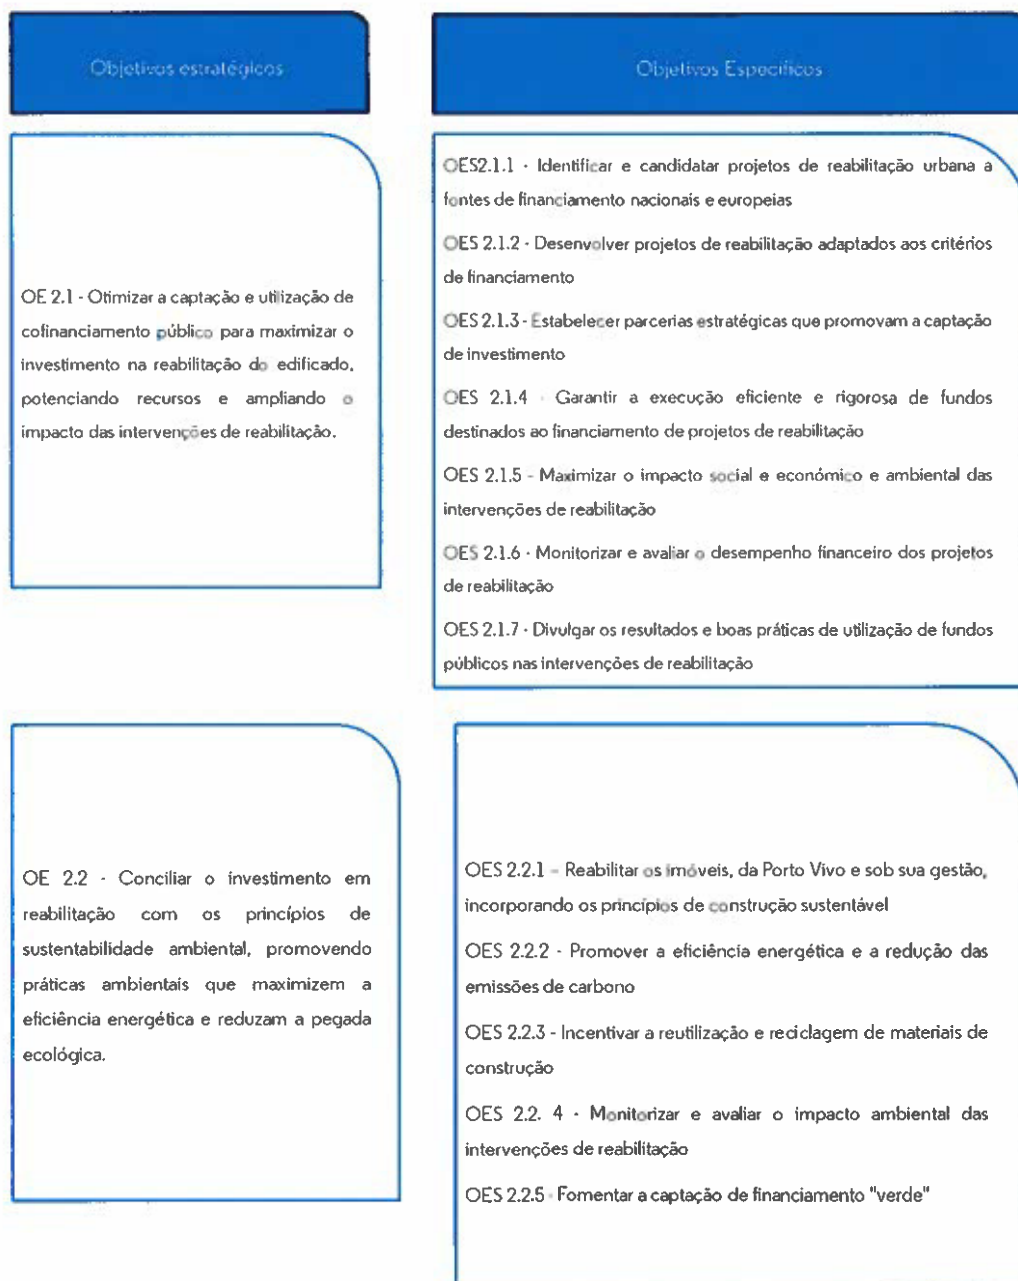 Objetivos estratégicos
Objetivos Específicos
OE 2.1 - Otimizar a captação e utilização de
cofinanciamento público para maximizar o
investimento na reabilitação do edificado,
potenciando recursos e ampliando o
impacto das intervenções de reabilitação.
OES2.1.1 - Identificar e candidatar projetos de reabilitação urbana a
fontes de financiamento nacionais e europeias
OES 2.1.2 - Desenvolver projetos de reabilitação adaptados aos critérios
de financiamento
OES 2.1.3 - Estabelecer parcerias estratégicas que promovam a captação
de investimento
OES 2.1.4 - Garantir a execução eficiente e rigorosa de fundos
destinados ao financiamento de projetos de reabilitação
OES 2.1.5 - Maximizar o impacto social e económico e ambiental das
intervenções de reabilitação
OES 2.1.6 - Monitorizar e avaliar o desempenho financeiro dos projetos
de reabilitação
OES 2.1.7 - Divulgar os resultados e boas práticas de utilização de fundos
públicos nas intervenções de reabilitação
OE 2.2 - Conciliar o investimento em
reabilitação com os princípios de
sustentabilidade ambiental, promovendo
práticas ambientais que maximizem a
eficiência energética e reduzam a pegada
ecológica.
OES 2.2.1 - Reabilitar os imóveis, da Porto Vivo e sob sua gestão,
incorporando os princípios de construção sustentável
OES 2.2.2 - Promover a eficiência energética e a redução das
emissões de carbono
OES 2.2.3 - Incentivar a reutilização e reciclagem de materiais de
construção
OES 2.2. 4 - Monitorizar e avaliar o impacto ambiental das
intervenções de reabilitação
OES 2.2.5 - Fomentar a captação de financiamento "verde"